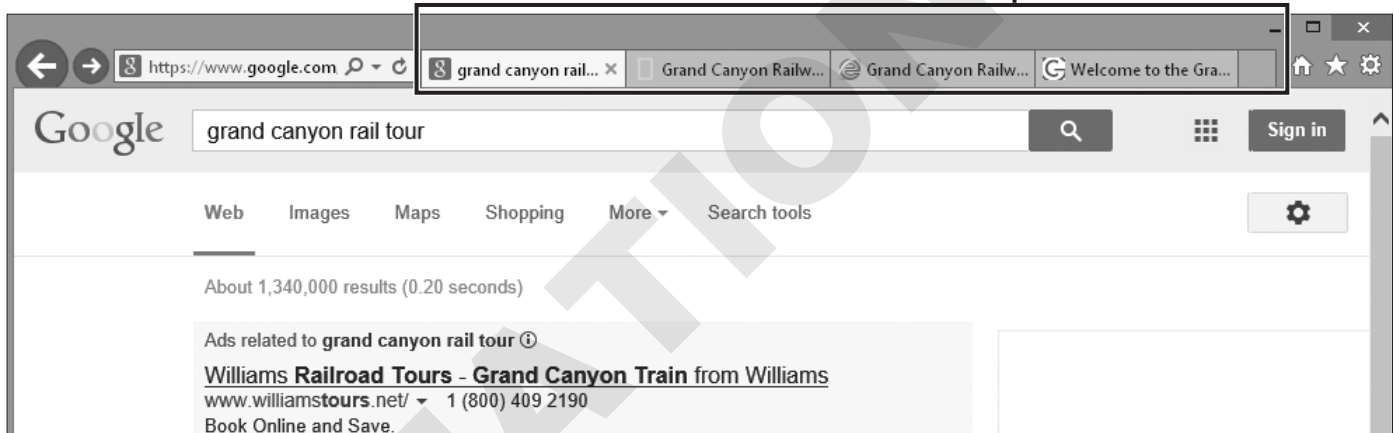 https://www.google.com grand canyon rail... Grand Canyon Railw... Grand Canyon Railw... Welcome to the Gra...
Google grand canyon rail tour Sign in
Web Images Maps Shopping More Search tools
About 1,340,000 results (0.20 seconds)
Ads related to grand canyon rail tour
Williams Railroad Tours - Grand Canyon Train from Williams
www.williamstours.net/ 1 (800) 409 2190
Book Online and Save.